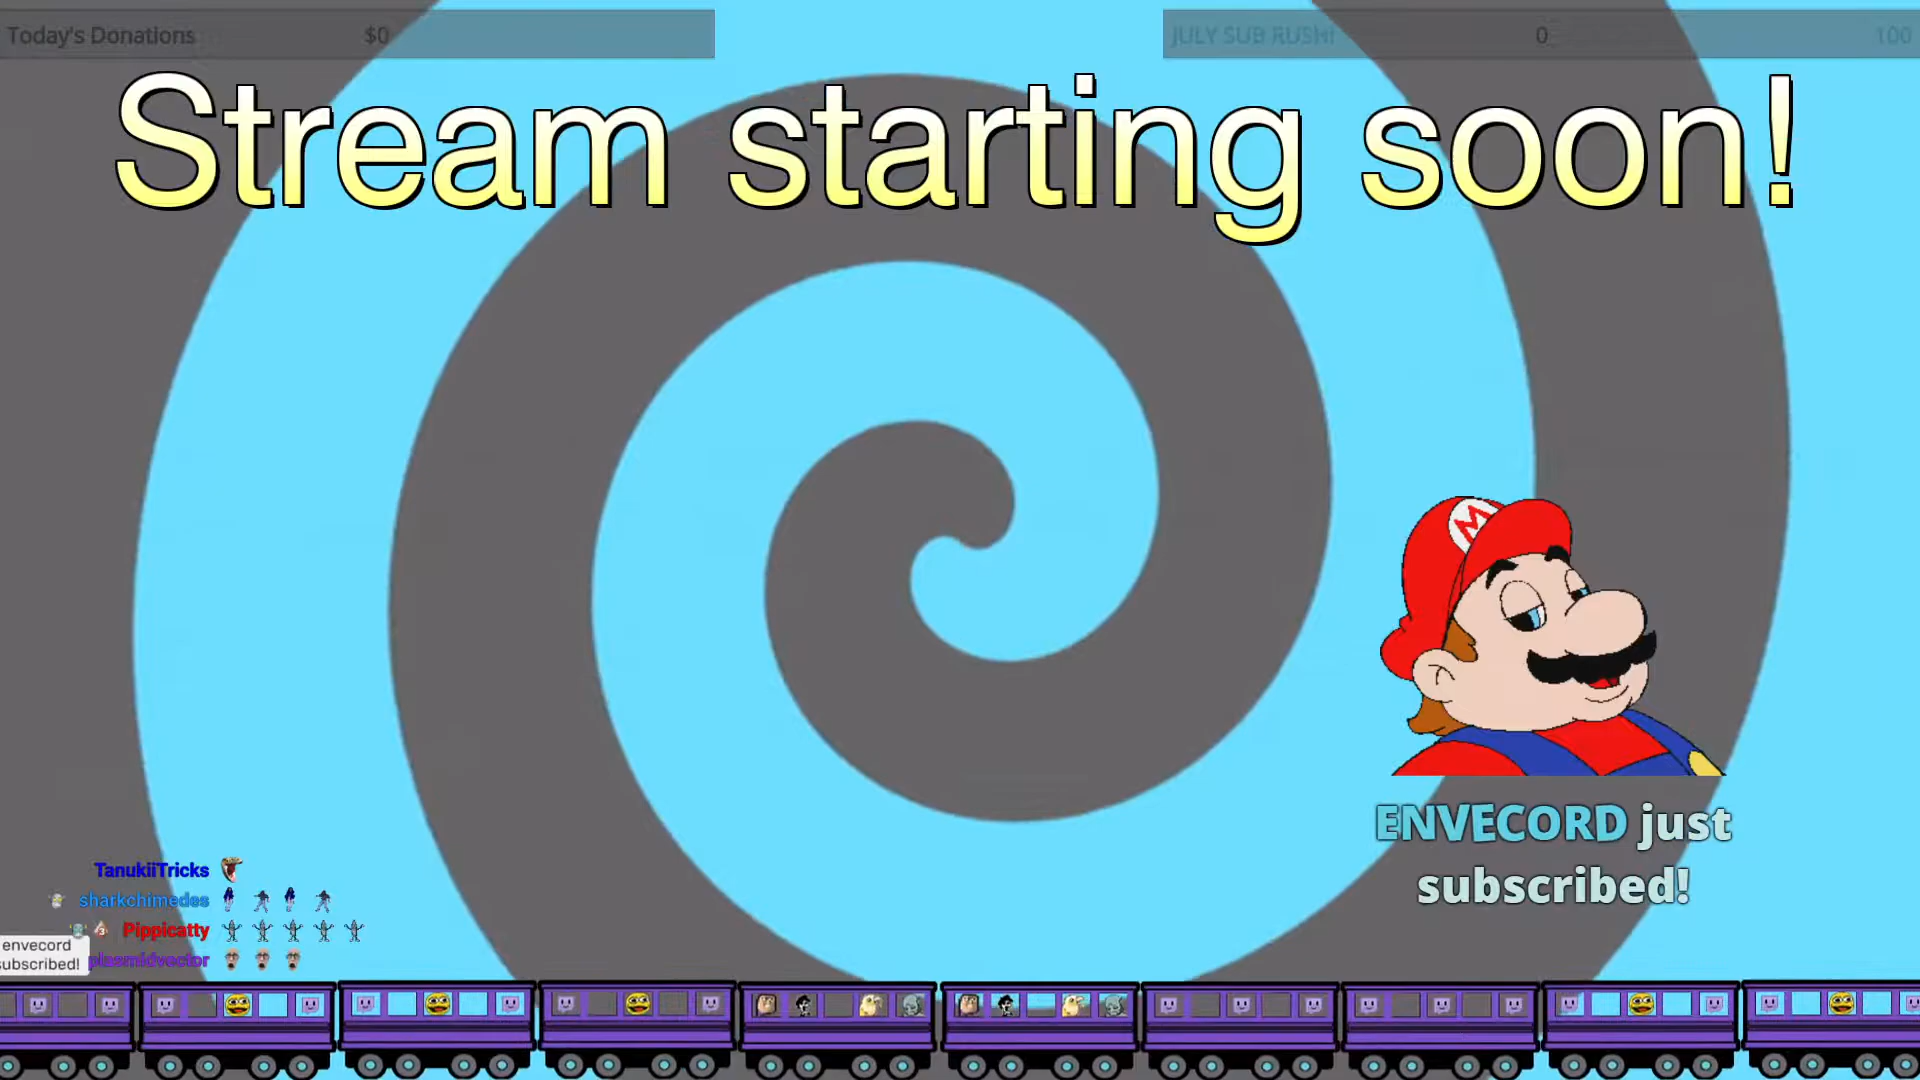 Today's Donations $0
JULY SUB RUSH! 0 100
Stream starting soon!
M
ENVECORD just
subscribed!
TanukiiTricks
sharkchimedes
3 Pippicatty
envecord
subscribed!
plasmidvector